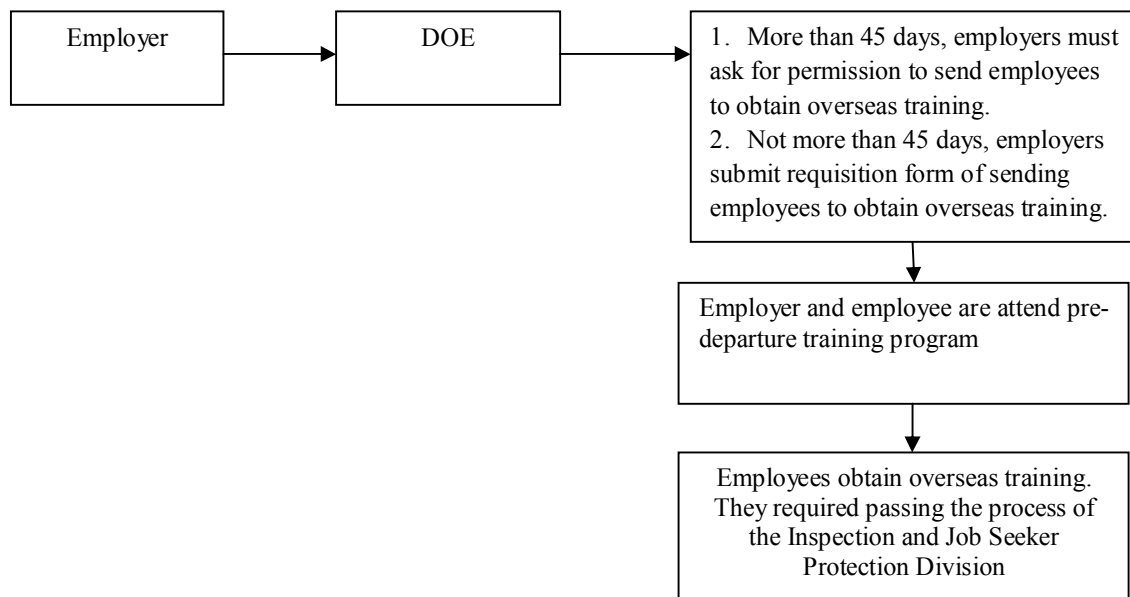 Employer
DOE
1. More than 45 days, employers must
ask for permission to send employees
to obtain overseas training.
2. Not more than 45 days, employers
submit requisition form of sending
employees to obtain overseas training.
Employer and employee are attend pre-
departure training program
Employees obtain overseas training.
They required passing the process of
the Inspection and Job Seeker
Protection Division